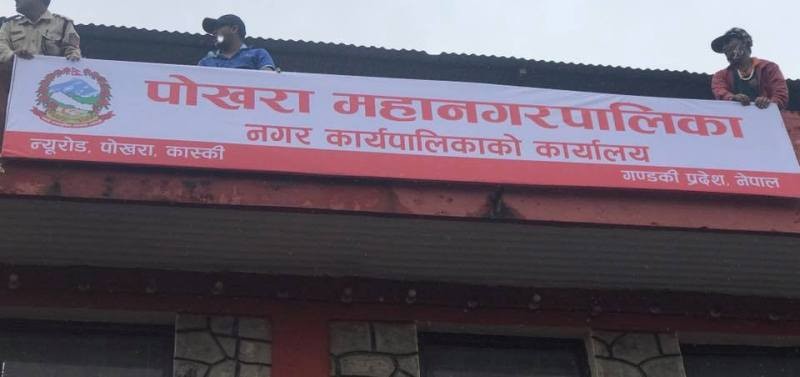 पोखरा महानगरपालिका
नगर कार्यपालिकाको कार्यालय
न्यूरोड, पोखरा, कास्की
गण्डकी प्रदेश, नेपाल